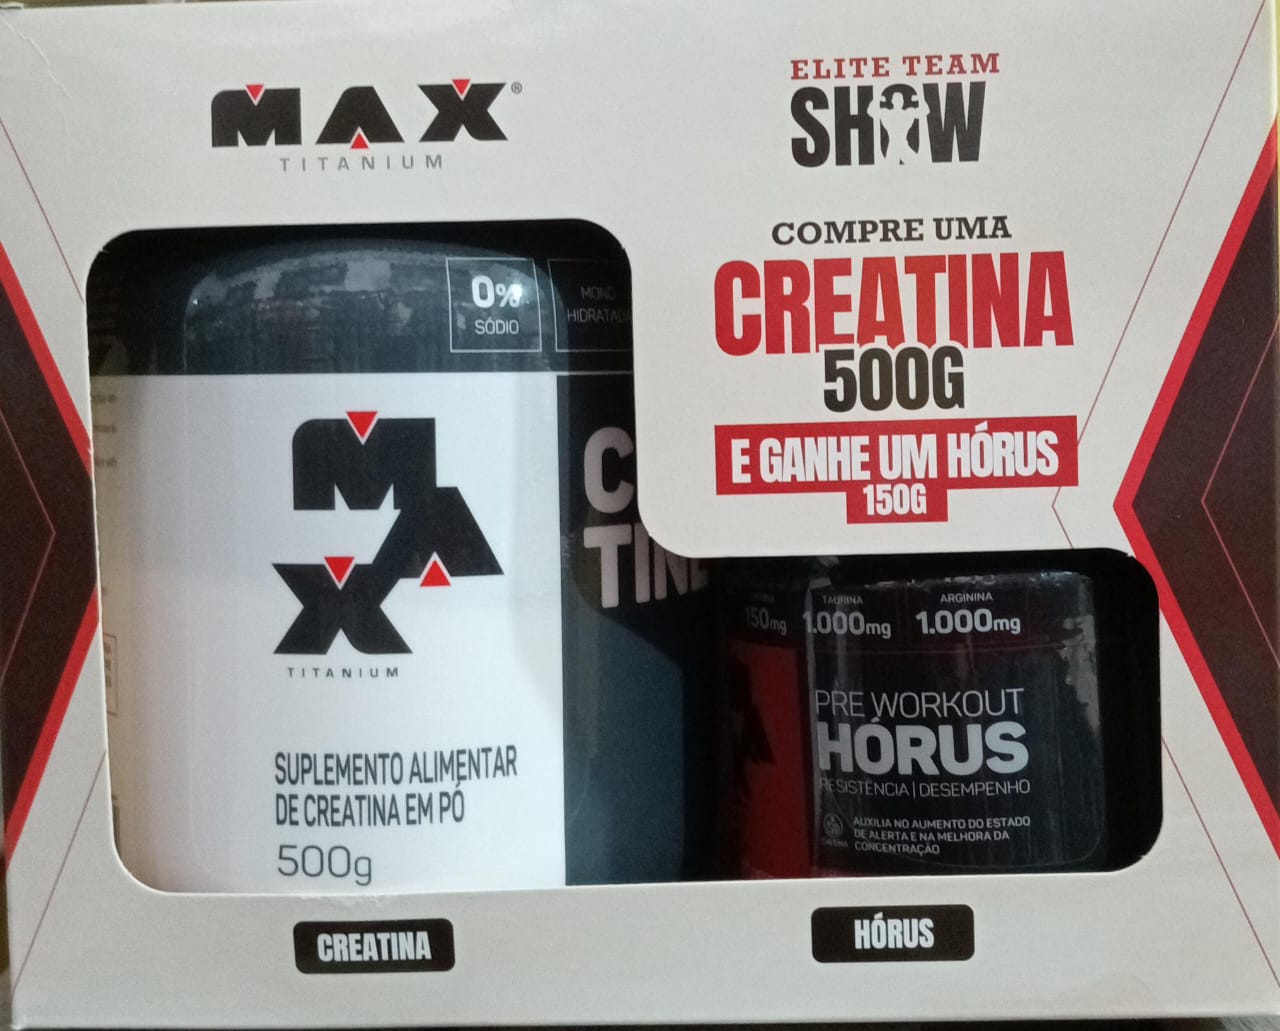 MAX®
TITANIUM
ELITE TEAM
SHOW
COMPRE UMA
CREATINA
500G
E GANHE UM HÓRUS
150G
0%
SÓDIO
MONO
HIDRATADA
C
TIN
MAX
TITANIUM
SUPLEMENTO ALIMENTAR
DE CREATINA EM PÓ
500g
TAURINA
ARGININA
150mg
1.000mg
1.000mg
PRE WORKOUT
HÓRUS
RESISTÊNCIA | DESEMPENHO
AUXILIA NO AUMENTO DO ESTADO
DE ALERTA E NA MELHORA DA
CONCENTRAÇÃO
CREATINA
HÓRUS